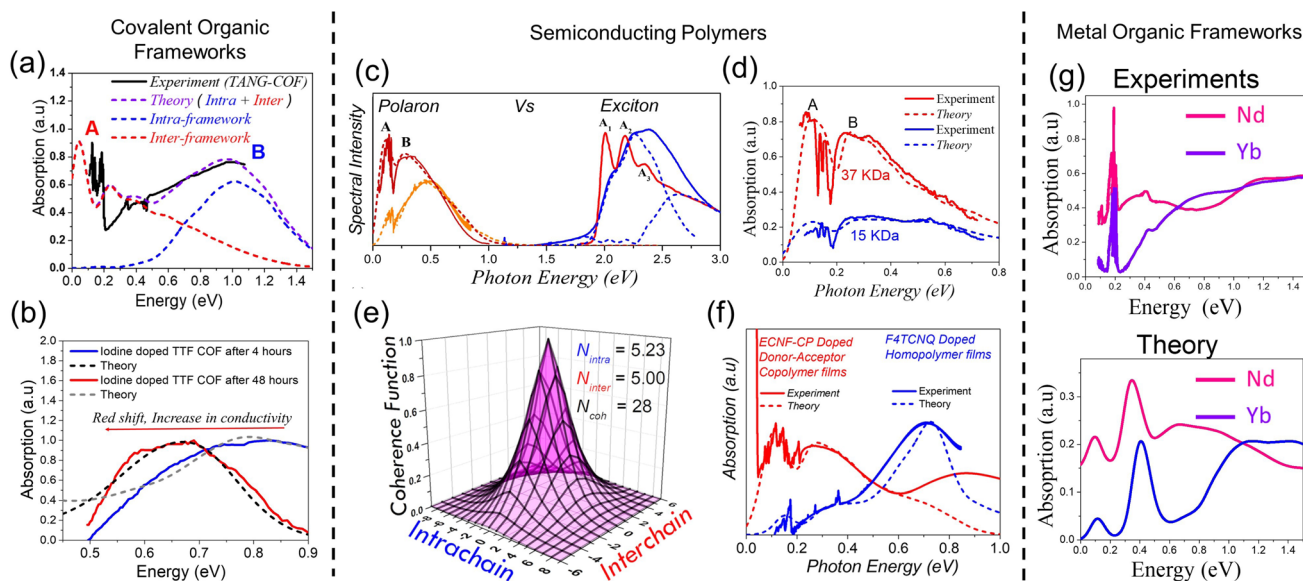 Covalent Organic
Frameworks
Semiconducting Polymers
Metal Organic Frameworks
(a)
Experiment (TANG-COF)
Theory ( Intra + Inter )
Intra-framework
Inter-framework
A
B
Absorption (a.u)
1.4
1.2
1.0
0.8
0.6
0.4
0.2
0.0
0.0 0.2 0.4 0.6 0.8 1.0 1.2 1.4
Energy (eV)
(b)
Iodine doped TTF COF after 4 hours
Theory
Iodine doped TTF COF after 48 hours
Theory
Red shift, Increase in conductivity
Absorption (a.u)
2.0
1.8
1.6
1.4
1.2
1.0
0.8
0.6
0.4
0.2
0.0
0.5 0.6 0.7 0.8 0.9
Energy (eV)
(c)
Polaron Vs Exciton
A
B
A1
A2
A3
Spectral Intensity
0.0 0.5 1.0 1.5 2.0 2.5 3.0
Photon Energy (eV)
(d)
A
B
Experiment
Theory
Experiment
Theory
37 KDa
15 KDa
Absorption (a.u)
1.0
0.8
0.6
0.4
0.2
0.0
0.0 0.2 0.4 0.6 0.8
Photon Energy (eV)
(e)
Nintra = 5.23
Ninter = 5.00
Ncoh = 28
Coherence Function
1.0
0.8
0.6
0.4
0.2
0.0
Intrachain
Interchain
(f)
ECNF-CP Doped
Donor-Acceptor
Copolymer films
Experiment
Theory
F4TCNQ Doped
Homopolymer films
Experiment
Theory
Absorption (a.u)
0.0 0.2 0.4 0.6 0.8 1.0
Photon Energy (eV)
(g)
Experiments
Nd
Yb
Absorption (a.u)
1.0
0.8
0.6
0.4
0.2
0.0
0.0 0.2 0.4 0.6 0.8 1.0 1.2 1.4
Energy (eV)
Theory
Nd
Yb
Absoprtion (a.u)
0.3
0.2
0.1
0.0
0.0 0.2 0.4 0.6 0.8 1.0 1.2 1.4
Energy (eV)